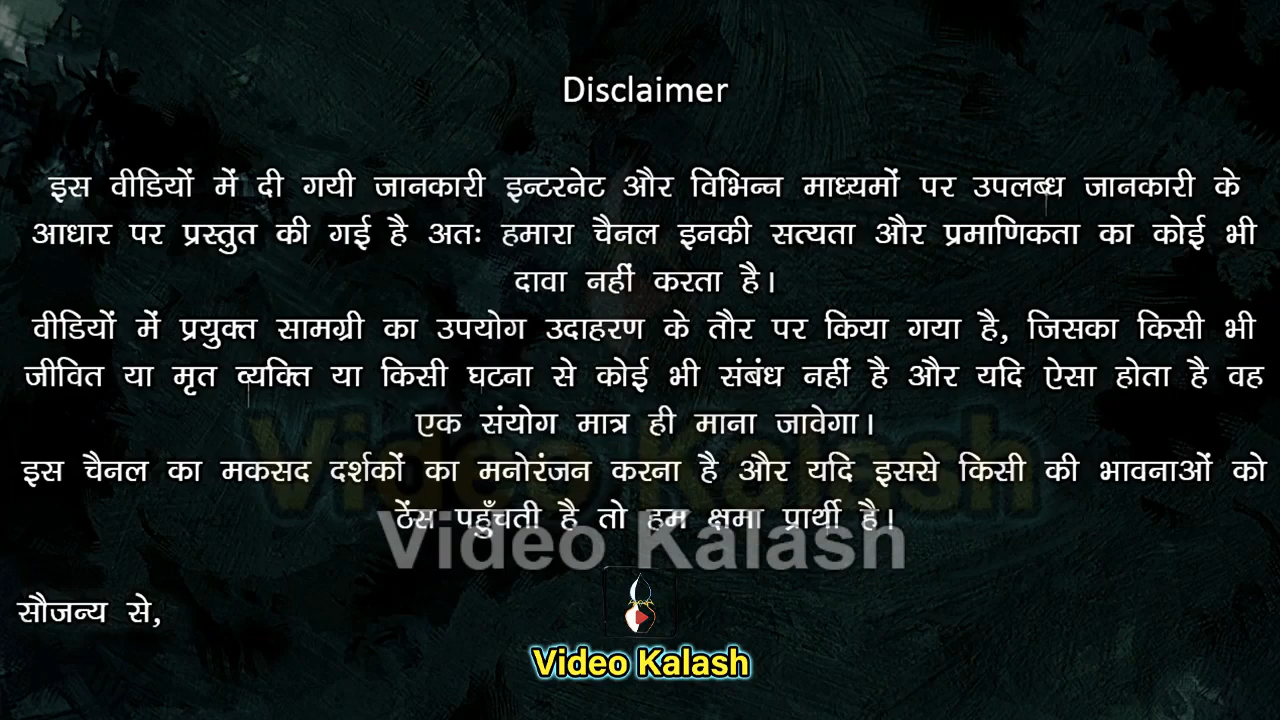 Disclaimer
इस वीडियों में दी गयी जानकारी इन्टरनेट और विभिन्न माध्यमों पर उपलब्ध जानकारी के
आधार पर प्रस्तुत की गई है अतः हमारा चैनल इनकी सत्यता और प्रमाणिकता का कोई भी
दावा नहीं करता है।
वीडियों में प्रयुक्त सामग्री का उपयोग उदाहरण के तौर पर किया गया है, जिसका किसी भी
जीवित या मृत व्यक्ति या किसी घटना से कोई भी संबंध नहीं है और यदि ऐसा होता है वह
एक संयोग मात्र ही माना जावेगा।
इस चैनल का मकसद दर्शकों का मनोरंजन करना है और यदि इससे किसी की भावनाओं को
ठेंस पहुँचती है तो हम क्षमा प्रार्थी है।
Video Kalash
Video Kalash
सौजन्य से,
Video Kalash